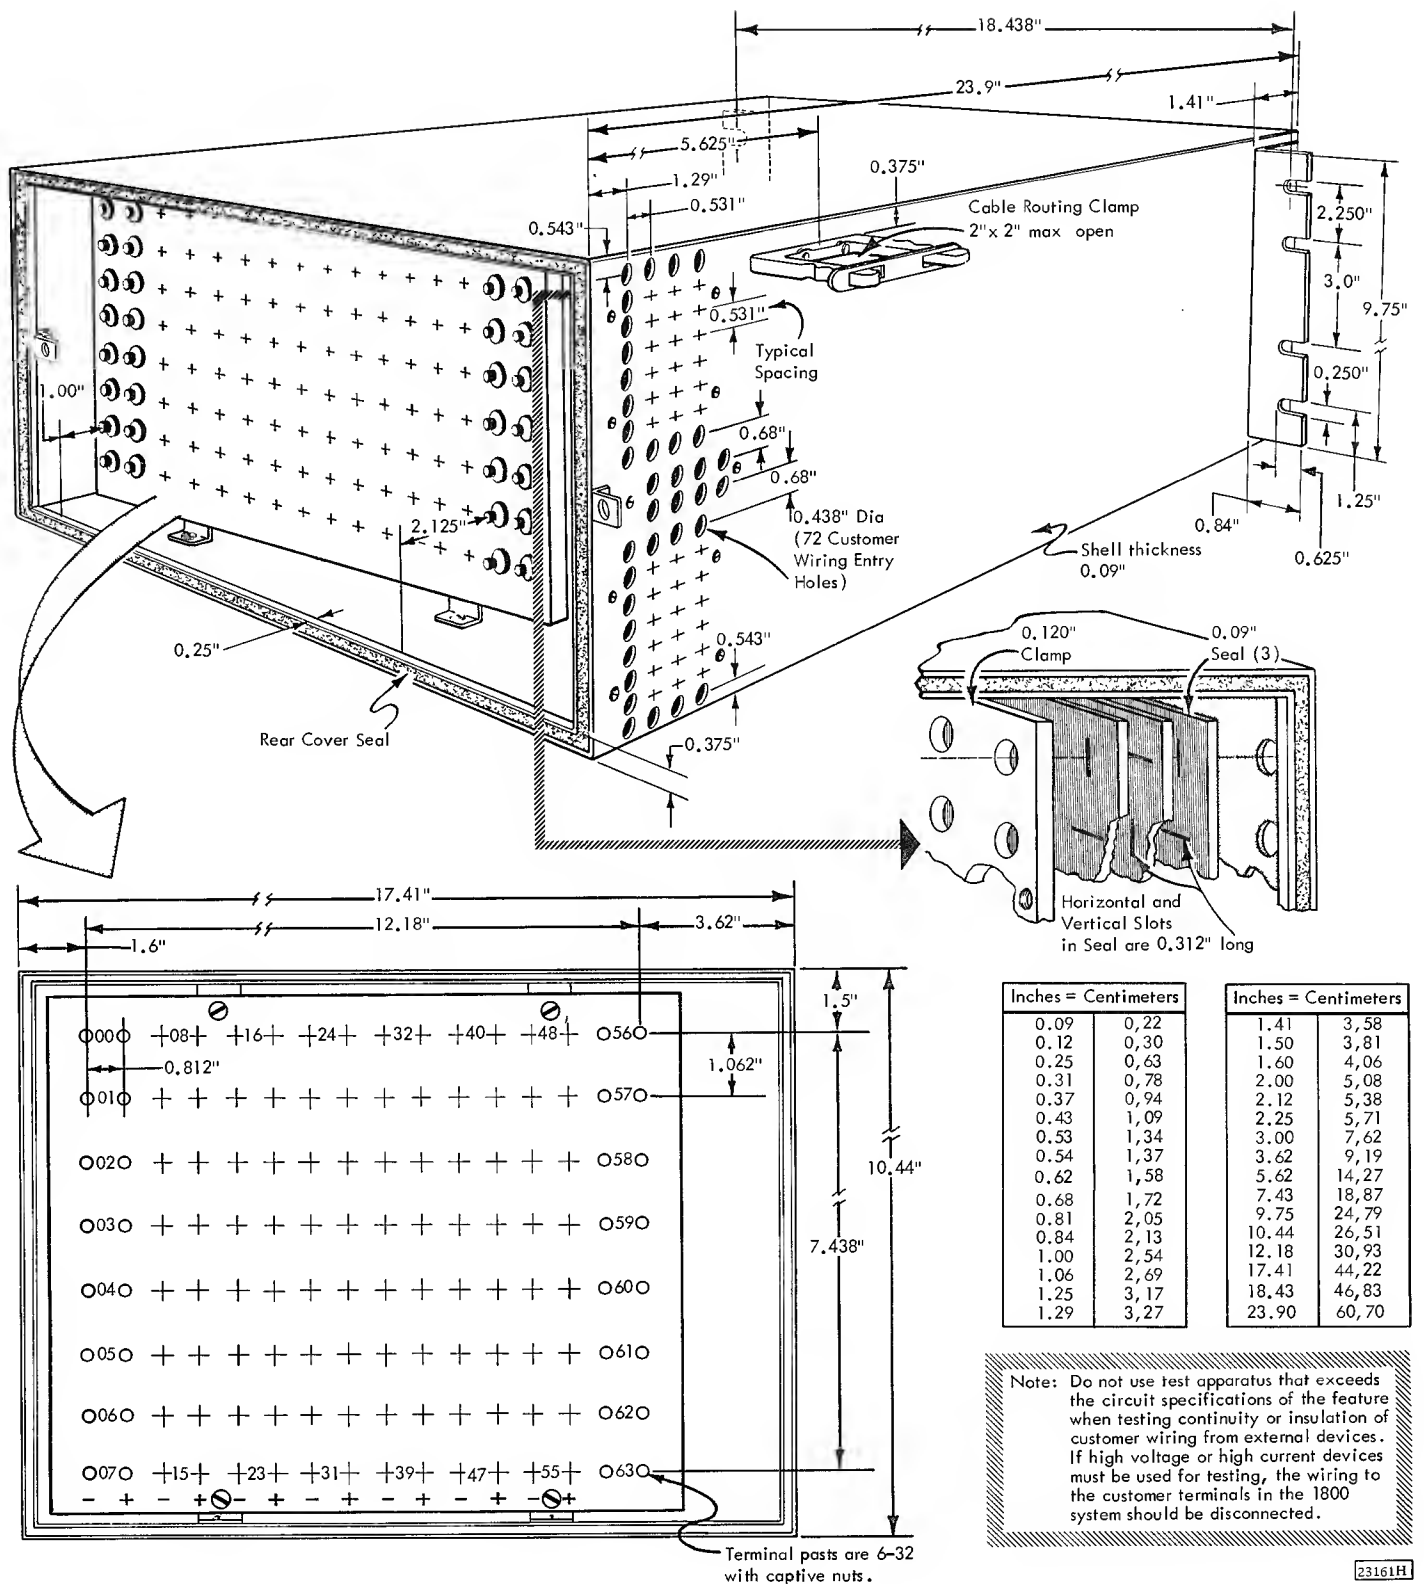 18.438"
23.9"
1.41"
5.625"
1.29"
0.375"
0.531"
0.543"
Cable Routing Clamp
2"x 2" max open
2.250"
3.0"
9.75"
0.531"
Typical
Spacing
0.250"
1.00"
0.68"
0.68"
2.125"
0.438" Dia
(72 Customer
Wiring Entry
Holes)
1.25"
0.84"
0.625"
Shell thickness
0.09"
0.25"
0.543"
0.120"
Clamp
0.09"
Seal (3)
Rear Cover Seal
0.375"
Horizontal and
Vertical Slots
in Seal are 0.312" long
17.41"
12.18"
3.62"
1.6"
1.5"
00 08 16 24 32 40 48 56
0.812"
1.062"
01 57
02 58
10.44"
03 59
7.438"
04 60
05 61
06 62
07 15 23 31 39 47 55 63
- + - + - + - + - + - + - +
Terminal pasts are 6-32
with captive nuts.
Inches = Centimeters
0.09 0,22
0.12 0,30
0.25 0,63
0.31 0,78
0.37 0,94
0.43 1,09
0.53 1,34
0.54 1,37
0.62 1,58
0.68 1,72
0.81 2,05
0.84 2,13
1.00 2,54
1.06 2,69
1.25 3,17
1.29 3,27
Inches = Centimeters
1.41 3,58
1.50 3,81
1.60 4,06
2.00 5,08
2.12 5,38
2.25 5,71
3.00 7,62
3.62 9,19
5.62 14,27
7.43 18,87
9.75 24,79
10.44 26,51
12.18 30,93
17.41 44,22
18.43 46,83
23.90 60,70
Note: Do not use test apparatus that exceeds
the circuit specifications of the feature
when testing continuity or insulation of
customer wiring from external devices.
If high voltage or high current devices
must be used for testing, the wiring to
the customer terminals in the 1800
system should be disconnected.
23161H